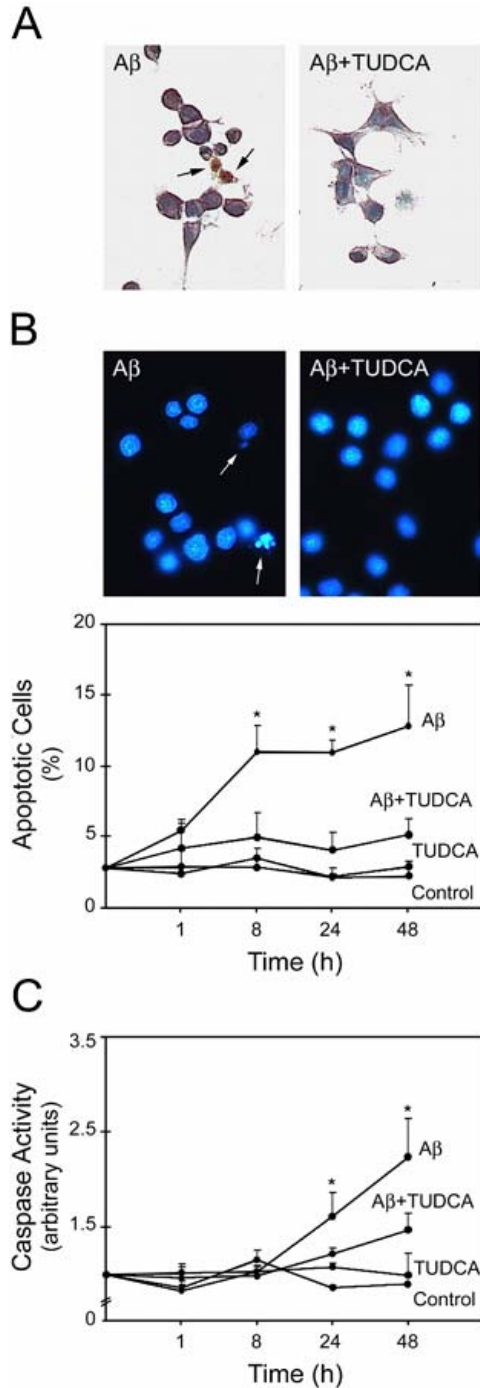 A
Aβ
Aβ+TUDCA
B
Aβ
Aβ+TUDCA
20
15
10
5
0
Apoptotic Cells
(%)
*
*
*
Aβ
Aβ+TUDCA
TUDCA
Control
1
8
24
48
Time (h)
C
3.5
2.5
1.5
0
Caspase Activity
(arbitrary units)
*
*
Aβ
Aβ+TUDCA
TUDCA
Control
1
8
24
48
Time (h)